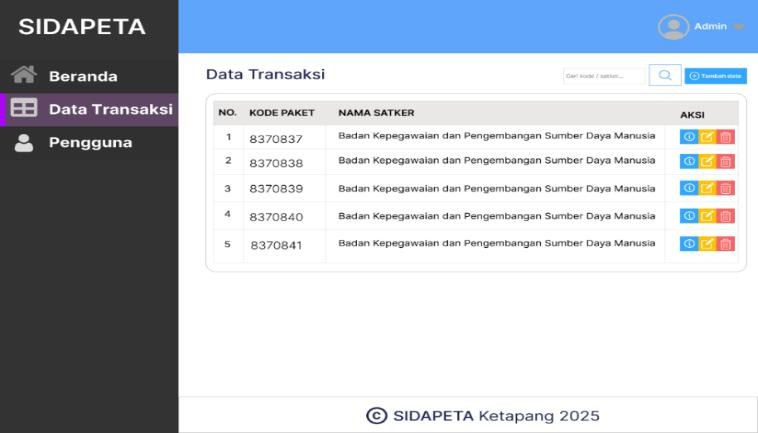 SIDAPETA
Admin
Beranda
Data Transaksi
Pengguna
Data Transaksi
Cari kode / satker...
Tambah data
NO. KODE PAKET NAMA SATKER AKSI
1 8370837 Badan Kepegawaian dan Pengembangan Sumber Daya Manusia
2 8370838 Badan Kepegawaian dan Pengembangan Sumber Daya Manusia
3 8370839 Badan Kepegawaian dan Pengembangan Sumber Daya Manusia
4 8370840 Badan Kepegawaian dan Pengembangan Sumber Daya Manusia
5 8370841 Badan Kepegawaian dan Pengembangan Sumber Daya Manusia
© SIDAPETA Ketapang 2025